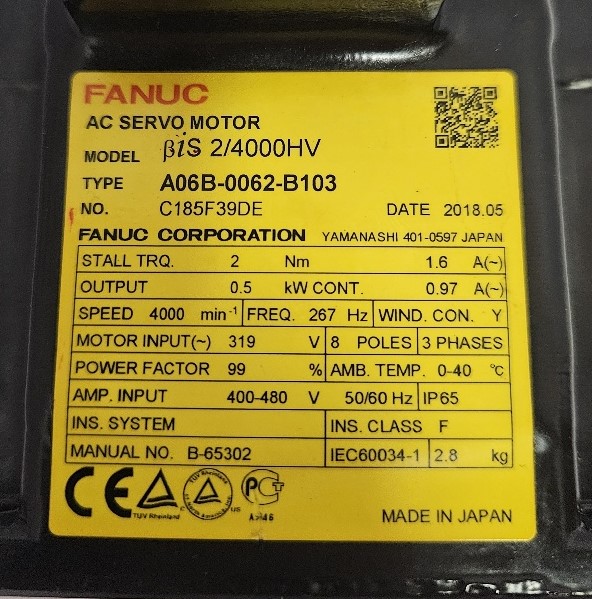 FANUC
AC SERVO MOTOR
MODEL βiS 2/4000HV
TYPE A06B-0062-B103
NO. C185F39DE DATE 2018.05
FANUC CORPORATION YAMANASHI 401-0597 JAPAN
STALL TRQ. 2 Nm 1.6 A(~)
OUTPUT 0.5 kW CONT. 0.97 A(~)
SPEED 4000 min-1 FREQ. 267 Hz WIND. CON. Y
MOTOR INPUT(~) 319 V 8 POLES 3 PHASES
POWER FACTOR 99 % AMB. TEMP. 0-40 °C
AMP. INPUT 400-480 V 50/60 Hz IP65
INS. SYSTEM INS. CLASS F
MANUAL NO. B-65302 IEC60034-1 2.8 kg
CE TÜV Rheinland C TÜV Rheinland US
MADE IN JAPAN